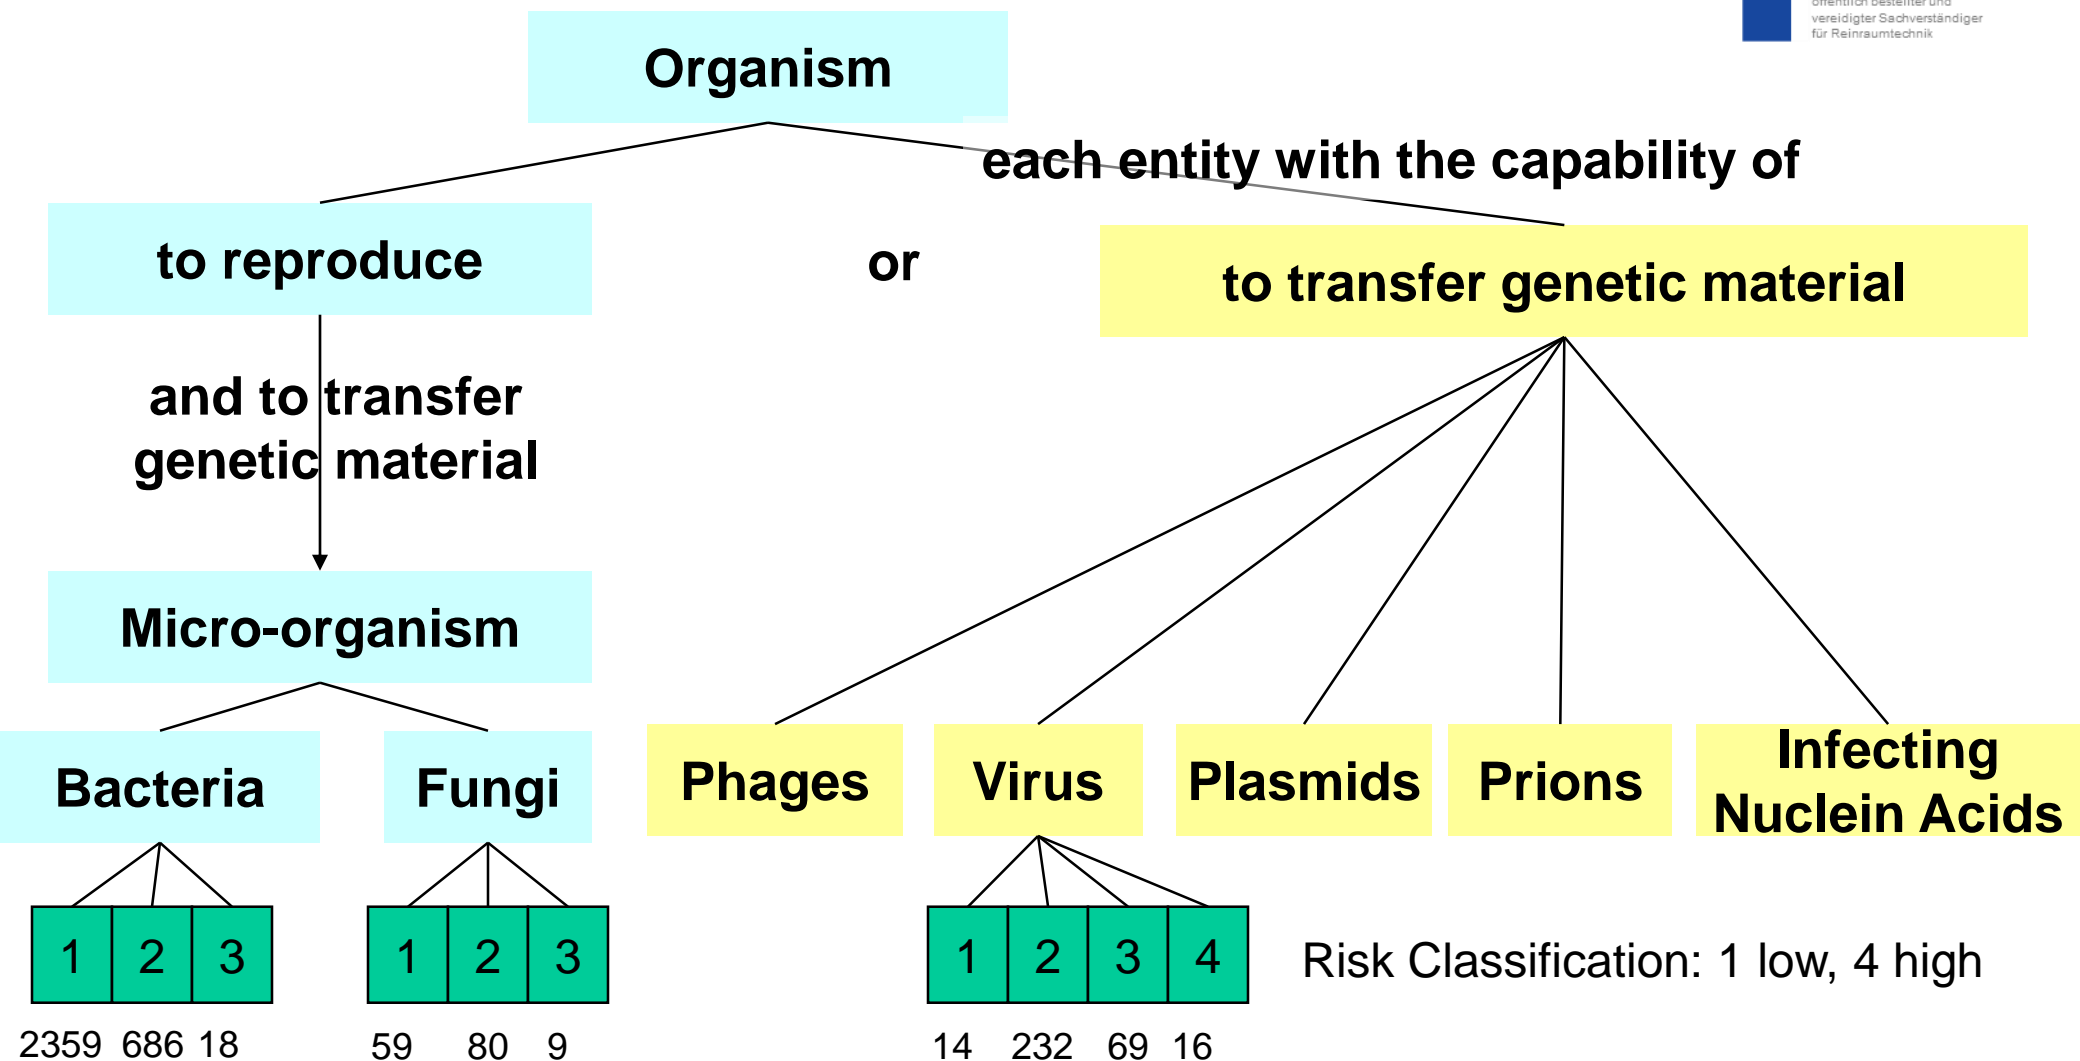 öffentlich bestellter und
vereidigter Sachverständiger
für Reinraumtechnik
Organism
each entity with the capability of
to reproduce
or
to transfer genetic material
and to transfer
genetic material
Micro-organism
Bacteria
Fungi
Phages
Virus
Plasmids
Prions
Infecting
Nuclein Acids
1 2 3
1 2 3
1 2 3 4
Risk Classification: 1 low, 4 high
2359 686 18
59 80 9
14 232 69 16